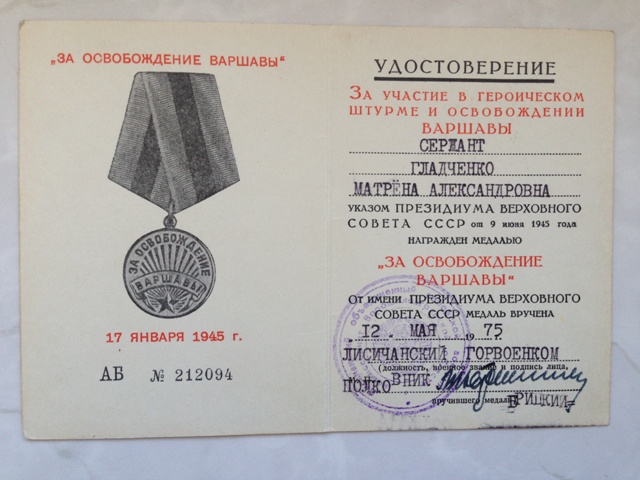 „ЗА ОСВОБОЖДЕНИЕ ВАРШАВЫ“
ЗА ОСВОБОЖДЕНИЕ
ВАРШАВЫ
17 ЯНВАРЯ 1945 г.
АБ № 212094
УДОСТОВЕРЕНИЕ
ЗА УЧАСТИЕ В ГЕРОИЧЕСКОМ
ШТУРМЕ И ОСВОБОЖДЕНИИ
ВАРШАВЫ
СЕРЖАНТ
ГЛАДЧЕНКО
МАТРЁНА АЛЕКСАНДРОВНА
УКАЗОМ ПРЕЗИДИУМА ВЕРХОВНОГО
СОВЕТА СССР от 9 июня 1945 года
НАГРАЖДЕН МЕДАЛЬЮ
„ЗА ОСВОБОЖДЕНИЕ
ВАРШАВЫ“
ОТ ИМЕНИ ПРЕЗИДИУМА ВЕРХОВНОГО
СОВЕТА СССР МЕДАЛЬ ВРУЧЕНА
12 МАЯ 1975
ЛИСИЧАНСКИЙ ГОРВОЕНКОМ
(должность, военное звание и подпись лица,
ПОЛКОВНИК
вручившего медаль)
ЕРИЦКИЙ